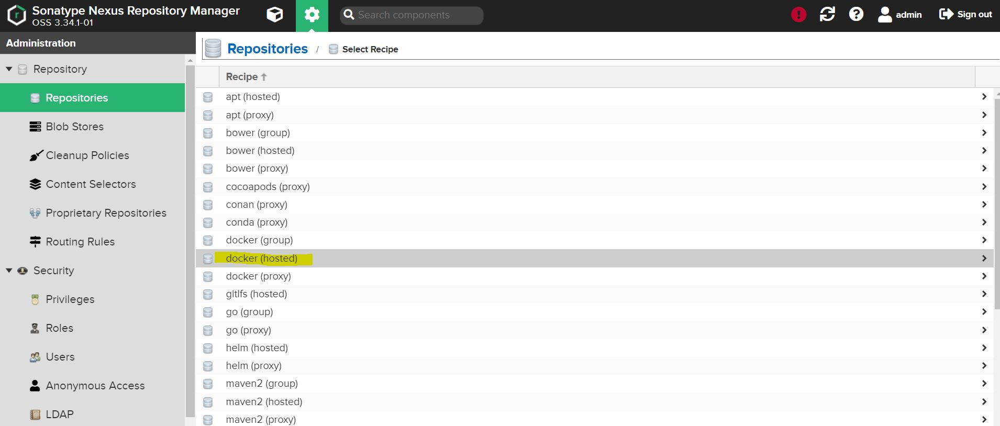 Sonatype Nexus Repository Manager
OSS 3.34.1-01
Search components
admin
Sign out
Administration
Repository
Repositories
Blob Stores
Cleanup Policies
Content Selectors
Proprietary Repositories
Routing Rules
Security
Privileges
Roles
Users
Anonymous Access
LDAP
Repositories / Select Recipe
Recipe
apt (hosted)
apt (proxy)
bower (group)
bower (hosted)
bower (proxy)
cocoapods (proxy)
conan (proxy)
conda (proxy)
docker (group)
docker (hosted)
docker (proxy)
gitlfs (hosted)
go (group)
go (proxy)
helm (hosted)
helm (proxy)
maven2 (group)
maven2 (hosted)
maven2 (proxy)